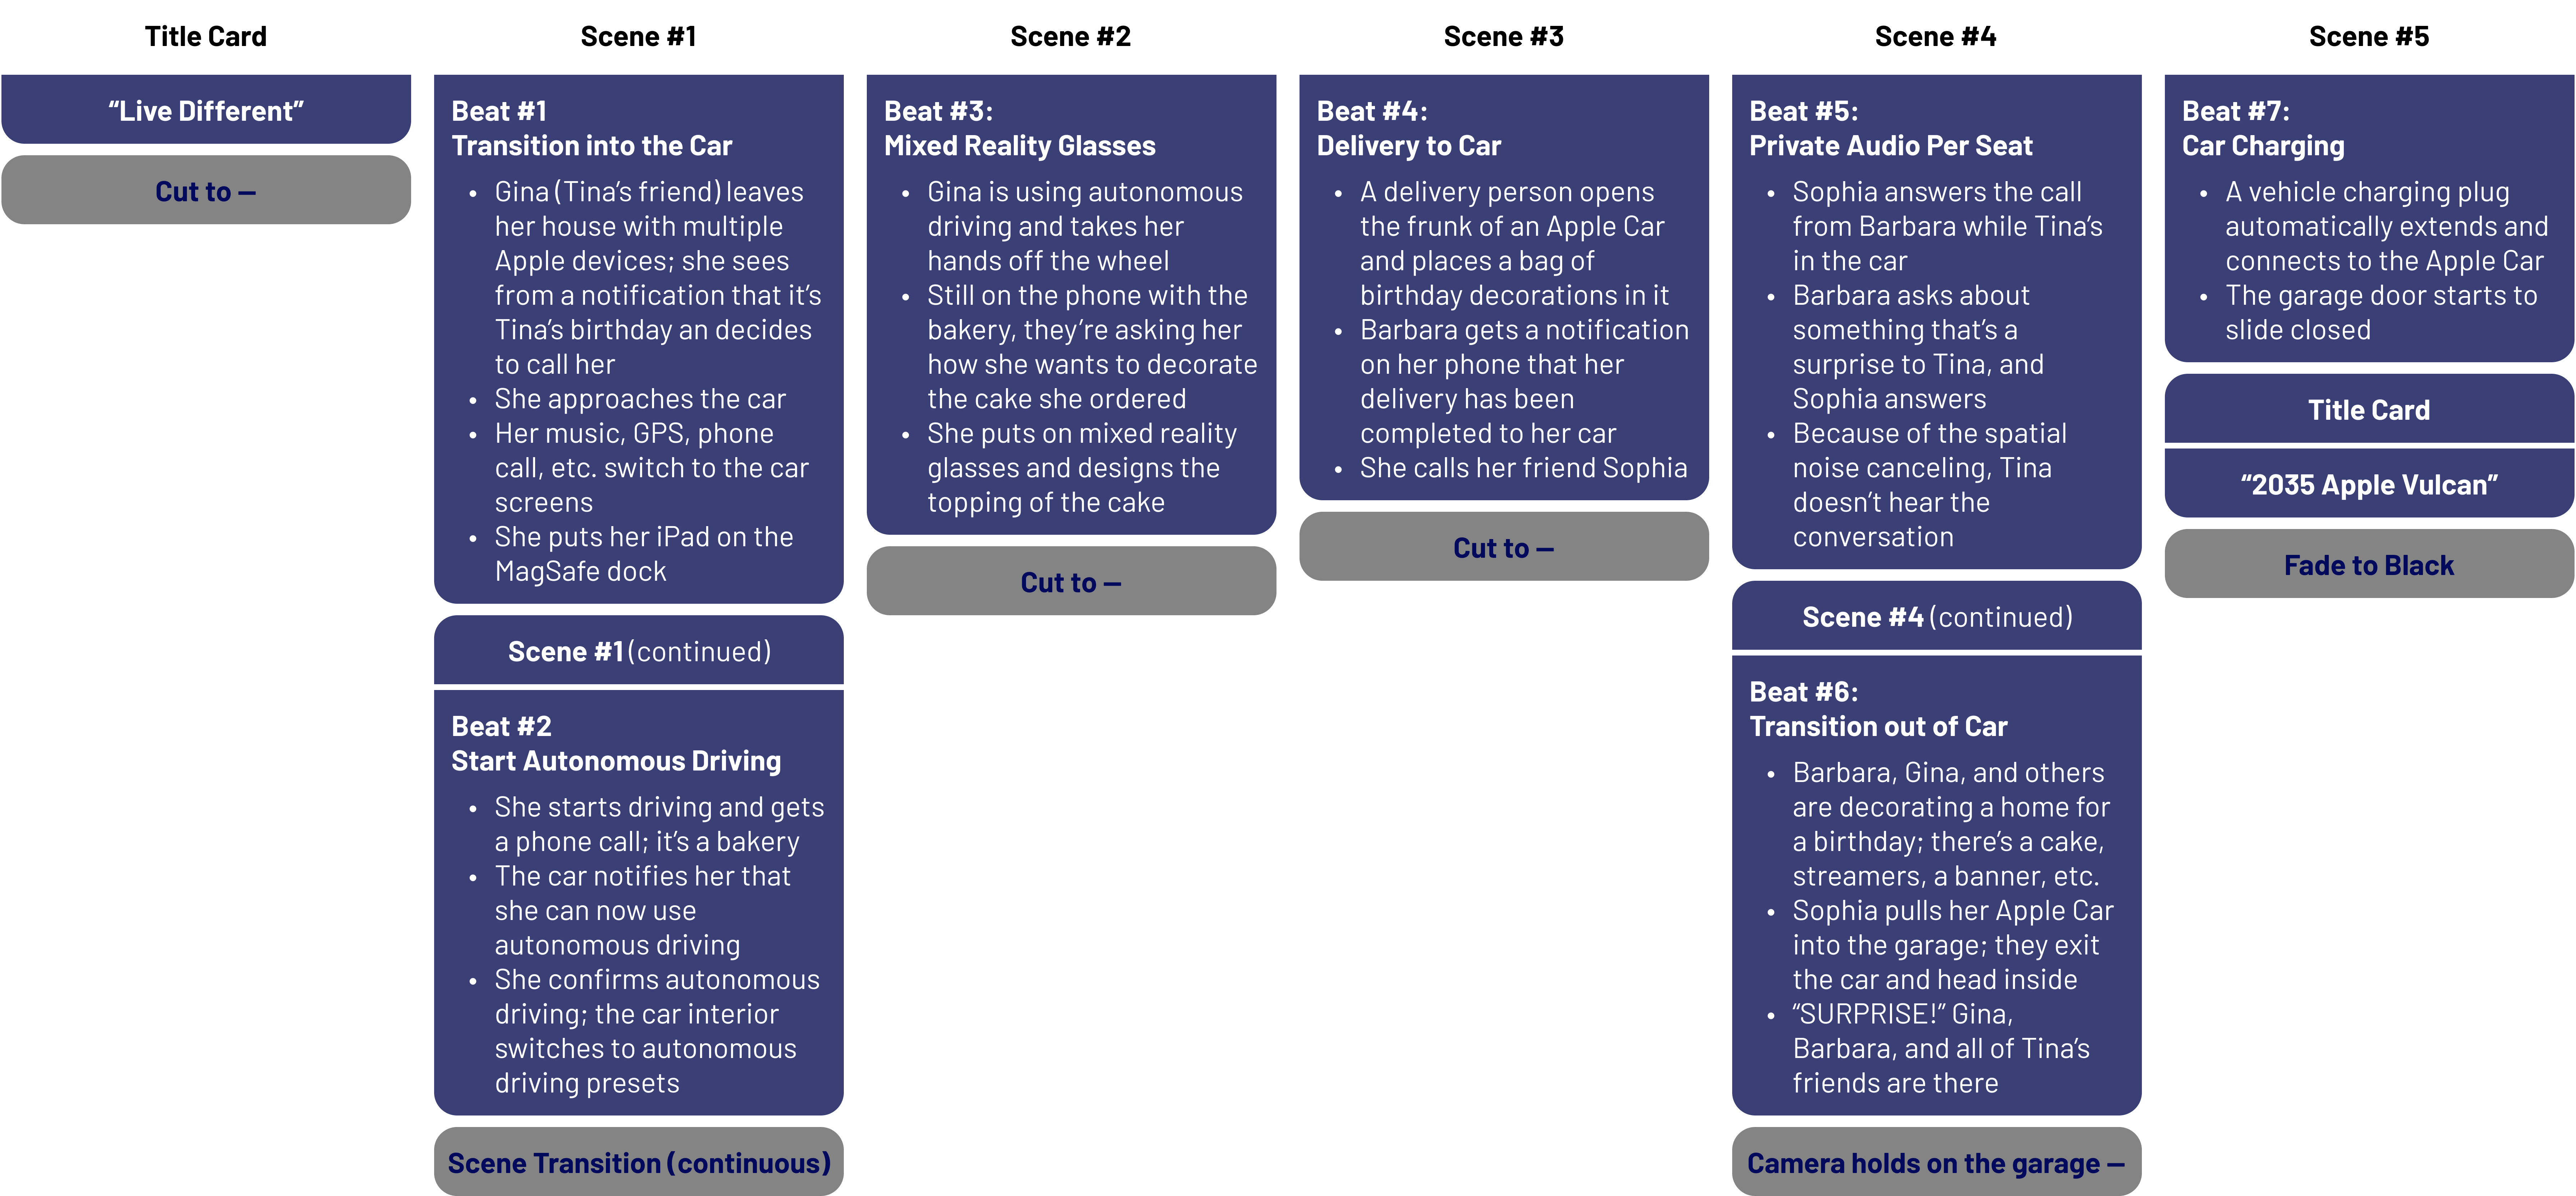 Title Card
“Live Different”
Cut to –
Scene #1
Beat #1
Transition into the Car
• Gina (Tina’s friend) leaves
her house with multiple
Apple devices; she sees
from a notification that it’s
Tina’s birthday an decides
to call her
• She approaches the car
• Her music, GPS, phone
call, etc. switch to the car
screens
• She puts her iPad on the
MagSafe dock
Scene #1 (continued)
Beat #2
Start Autonomous Driving
• She starts driving and gets
a phone call; it’s a bakery
• The car notifies her that
she can now use
autonomous driving
• She confirms autonomous
driving; the car interior
switches to autonomous
driving presets
Scene Transition (continuous)
Scene #2
Beat #3:
Mixed Reality Glasses
• Gina is using autonomous
driving and takes her
hands off the wheel
• Still on the phone with the
bakery, they’re asking her
how she wants to decorate
the cake she ordered
• She puts on mixed reality
glasses and designs the
topping of the cake
Cut to –
Scene #3
Beat #4:
Delivery to Car
• A delivery person opens
the frunk of an Apple Car
and places a bag of
birthday decorations in it
• Barbara gets a notification
on her phone that her
delivery has been
completed to her car
• She calls her friend Sophia
Cut to –
Scene #4
Beat #5:
Private Audio Per Seat
• Sophia answers the call
from Barbara while Tina’s
in the car
• Barbara asks about
something that’s a
surprise to Tina, and
Sophia answers
• Because of the spatial
noise canceling, Tina
doesn’t hear the
conversation
Scene #4 (continued)
Beat #6:
Transition out of Car
• Barbara, Gina, and others
are decorating a home for
a birthday; there’s a cake,
streamers, a banner, etc.
• Sophia pulls her Apple Car
into the garage; they exit
the car and head inside
• “SURPRISE!” Gina,
Barbara, and all of Tina’s
friends are there
Camera holds on the garage –
Scene #5
Beat #7:
Car Charging
• A vehicle charging plug
automatically extends and
connects to the Apple Car
• The garage door starts to
slide closed
Title Card
“2035 Apple Vulcan”
Fade to Black